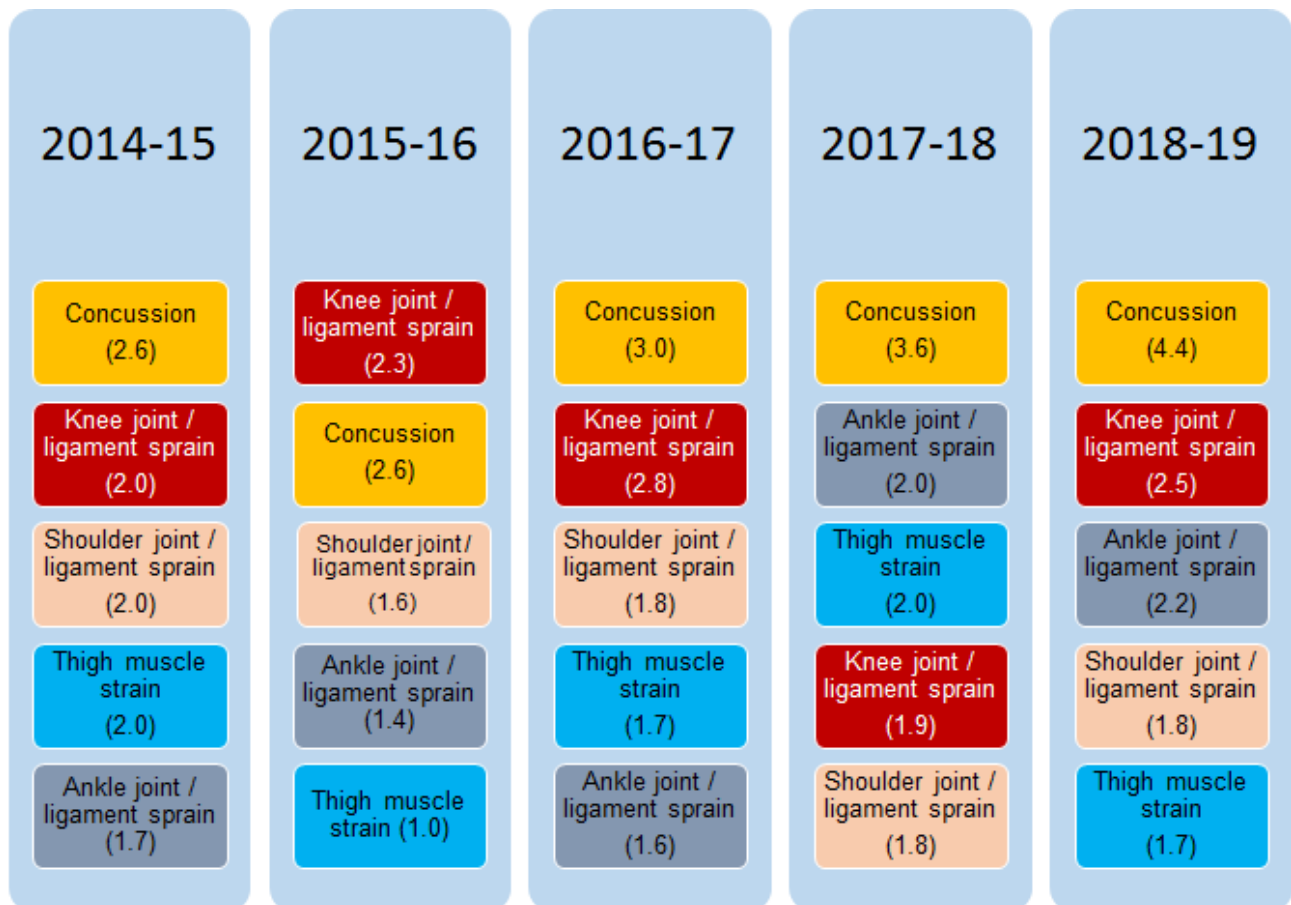 2014-15
Concussion
(2.6)
Knee joint /
ligament sprain
(2.0)
Shoulder joint /
ligament sprain
(2.0)
Thigh muscle
strain
(2.0)
Ankle joint /
ligament sprain
(1.7)
2015-16
Knee joint /
ligament sprain
(2.3)
Concussion
(2.6)
Shoulder joint /
ligament sprain
(1.6)
Ankle joint /
ligament sprain
(1.4)
Thigh muscle
strain (1.0)
2016-17
Concussion
(3.0)
Knee joint /
ligament sprain
(2.8)
Shoulder joint /
ligament sprain
(1.8)
Thigh muscle
strain
(1.7)
Ankle joint /
ligament sprain
(1.6)
2017-18
Concussion
(3.6)
Ankle joint /
ligament sprain
(2.0)
Thigh muscle
strain
(2.0)
Knee joint /
ligament sprain
(1.9)
Shoulder joint /
ligament sprain
(1.8)
2018-19
Concussion
(4.4)
Knee joint /
ligament sprain
(2.5)
Ankle joint /
ligament sprain
(2.2)
Shoulder joint /
ligament sprain
(1.8)
Thigh muscle
strain
(1.7)